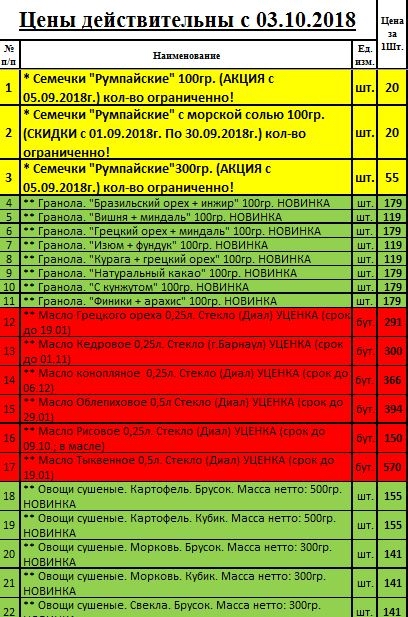 Цены действительны с 03.10.2018
Цена за 1Шт.
№ п/п
Наименование
Ед. изм.
1 * Семечки "Румпайские" 100гр. (АКЦИЯ с шт. 20
05.09.2018г.) кол-во ограниченно!
2 * Семечки "Румпайские" с морской солью 100гр. шт. 20
(СКИДКИ с 01.09.2018г. По 30.09.2018г.) кол-во
ограниченно!
3 * Семечки "Румпайские"300гр. (АКЦИЯ с шт. 55
05.09.2018г.) кол-во ограниченно!
4 ** Гранола. "Бразильский орех + инжир" 100гр. НОВИНКА шт. 179
5 ** Гранола. "Вишня + миндаль" 100гр. НОВИНКА шт. 119
6 ** Гранола. "Грецкий орех + миндаль" 100гр. НОВИНКА шт. 179
7 ** Гранола. "Изюм + фундук" 100гр. НОВИНКА шт. 119
8 ** Гранола. "Курага + грецкий орех" 100гр. НОВИНКА шт. 119
9 ** Гранола. "Натуральный какао" 100гр. НОВИНКА шт. 119
10 ** Гранола. "С кунжутом" 100гр. НОВИНКА шт. 179
11 ** Гранола. "Финики + арахис" 100гр. НОВИНКА шт. 179
12 ** Масло Грецкого ореха 0,25л. Стекло (Диал) УЦЕНКА (срок бут. 291
до 19.01)
13 ** Масло Кедровое 0,25л. Стекло (г.Барнаул) УЦЕНКА (срок бут. 300
до 01.11)
14 ** Масло конопляное 0,25л. Стекло (Диал) УЦЕНКА (срок до бут. 366
06.12)
15 ** Масло Облепиховое 0,5л Стекло (Диал) УЦЕНКА (срок до бут. 394
29.01)
16 ** Масло Рисовое 0,25л. Стекло (Диал) УЦЕНКА (срок до бут. 150
09.10.; в масле)
17 ** Масло Тыквенное 0,5л. Стекло (Диал) УЦЕНКА (срок до бут. 570
19.01)
18 ** Овощи сушеные. Картофель. Брусок. Масса нетто: 500гр. шт. 155
НОВИНКА
19 ** Овощи сушеные. Картофель. Кубик. Масса нетто: 500гр. шт. 155
НОВИНКА
20 ** Овощи сушеные. Морковь. Брусок. Масса нетто: 300гр. шт. 141
НОВИНКА
21 ** Овощи сушеные. Морковь. Кубик. Масса нетто: 300гр. шт. 141
НОВИНКА
22 ** Овощи сушеные. Свекла. Брусок. Масса нетто: 300гр. шт. 141
НОВИНКА